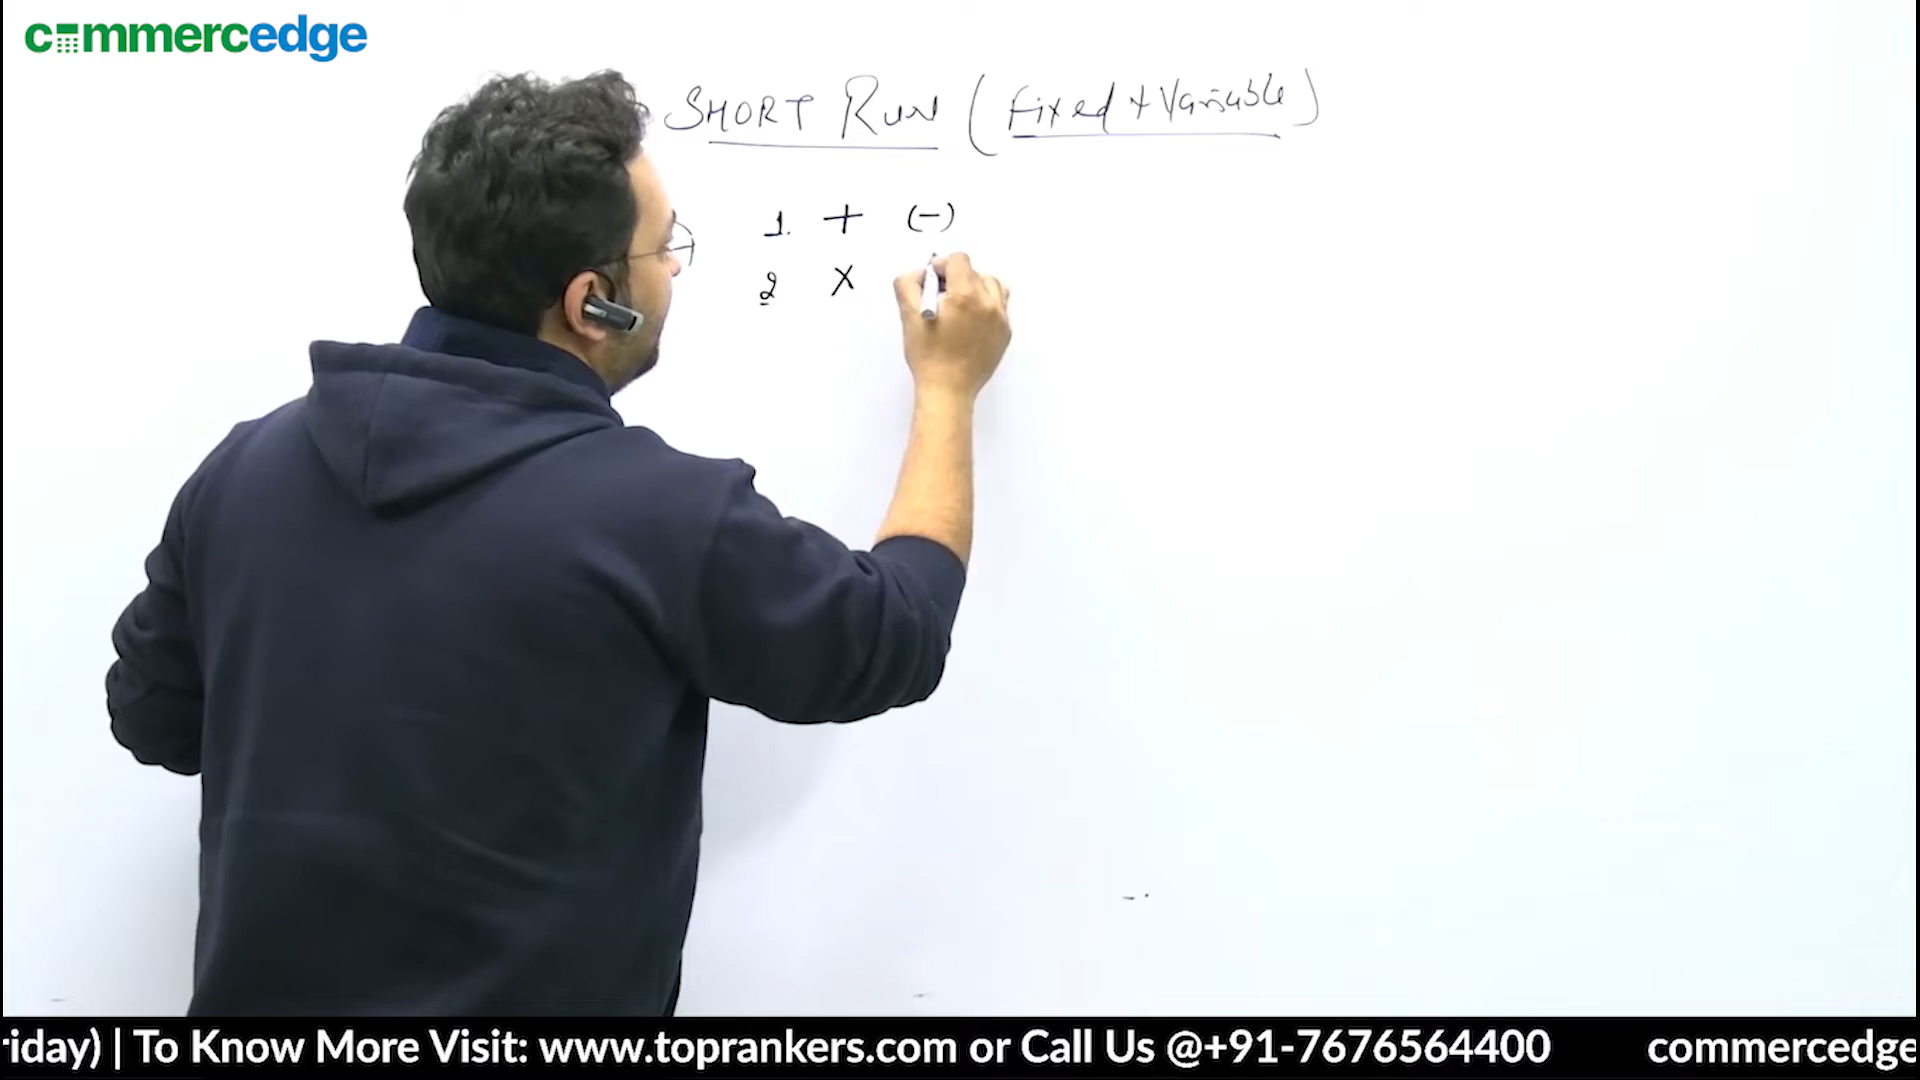 commercedge
SHORT RUN (Fixed + Variable)
1. + (-)
2 X
riday) | To Know More Visit: www.toprankers.com or Call Us @+91-7676564400 commercedge